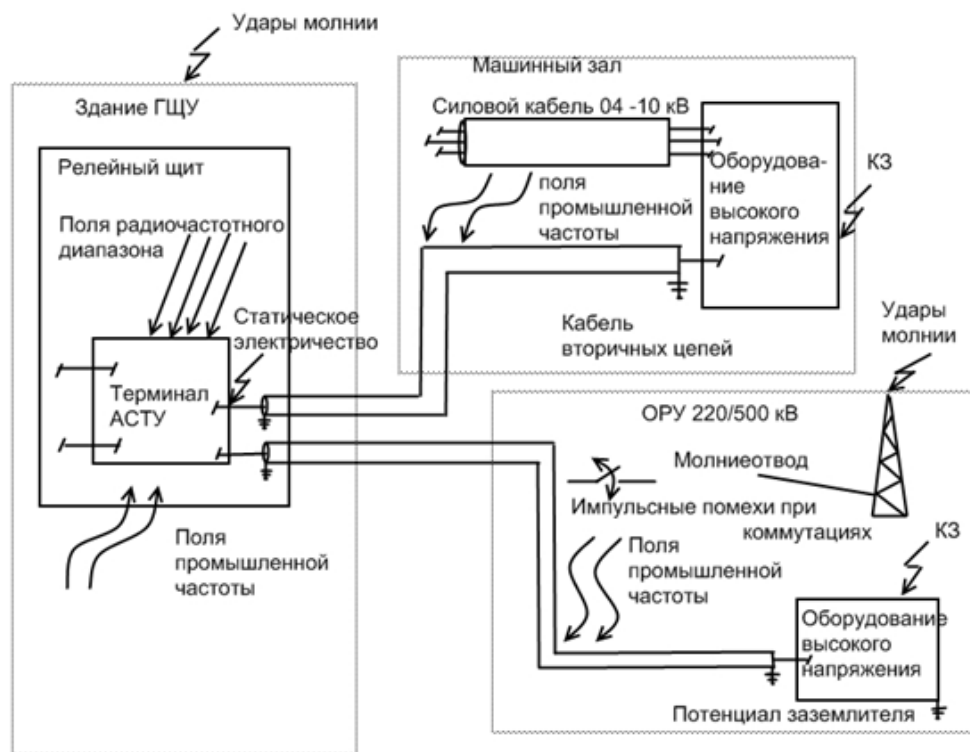 Удары молнии
Здание ГЩУ
Релейный щит
Поля радиочастотного
диапазона
Статическое
электричество
Терминал
АСТУ
Поля
промышленной
частоты
Машинный зал
Силовой кабель 04 -10 кВ
Оборудова-
ние
высокого
напряжения
КЗ
поля
промышленной
частоты
Кабель
вторичных цепей
Удары
молнии
ОРУ 220/500 кВ
Молниеотвод
Импульсные помехи при
коммутациях
КЗ
Поля
промышленной
частоты
Оборудование
высокого
напряжения
Потенциал заземлителя